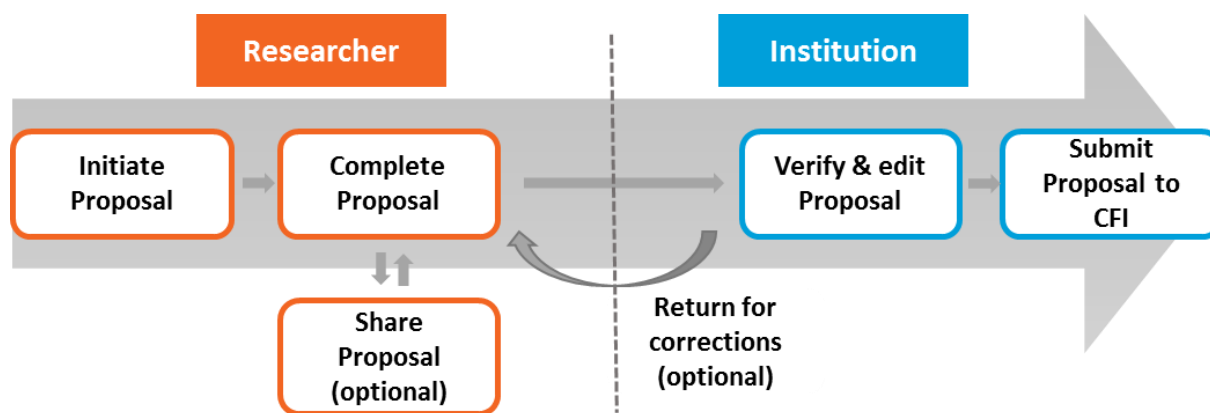 Researcher
Institution
Initiate
Proposal
Complete
Proposal
Verify & edit
Proposal
Submit
Proposal to
CFI
Share
Proposal
(optional)
Return for
corrections
(optional)